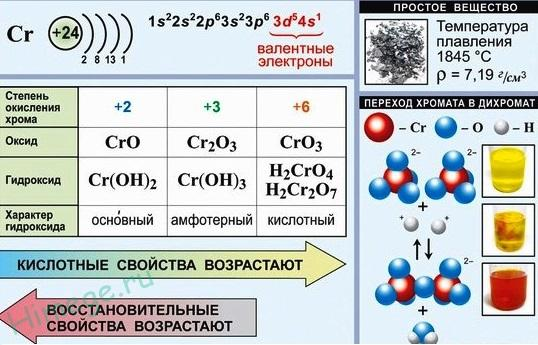 Cr +24 2 8 13 1
1s²2s²2p⁶3s²3p⁶ 3d⁵4s¹
валентные
электроны
ПРОСТОЕ ВЕЩЕСТВО
Температура
плавления
1845 °С
ρ = 7,19 г/см³
Степень
окисления
хрома
+2 +3 +6
Оксид CrO Cr₂O₃ CrO₃
Гидроксид Cr(OH)₂ Cr(OH)₃ H₂CrO₄
H₂Cr₂O₇
Характер
гидроксида
основный амфотерный кислотный
КИСЛОТНЫЕ СВОЙСТВА ВОЗРАСТАЮТ
ВОССТАНОВИТЕЛЬНЫЕ
СВОЙСТВА ВОЗРАСТАЮТ
ПЕРЕХОД ХРОМАТА В ДИХРОМАТ
– Cr – O – H
2– 2–
+
+ +
2–
+